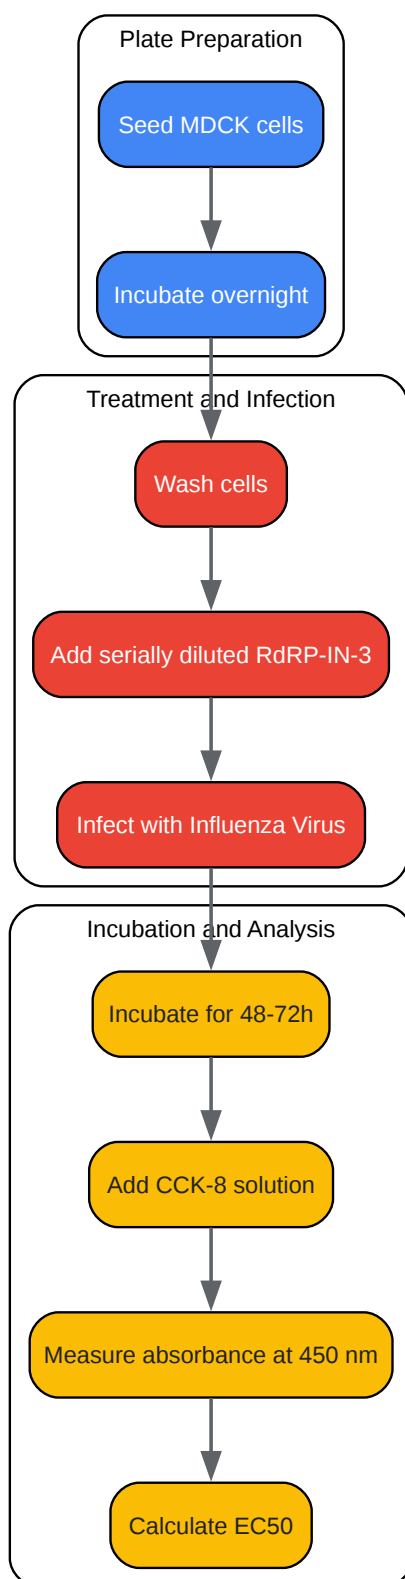 Plate Preparation
Seed MDCK cells
Incubate overnight
Treatment and Infection
Wash cells
Add serially diluted RdRP-IN-3
Infect with Influenza Virus
Incubation and Analysis
Incubate for 48-72h
Add CCK-8 solution
Measure absorbance at 450 nm
Calculate EC50